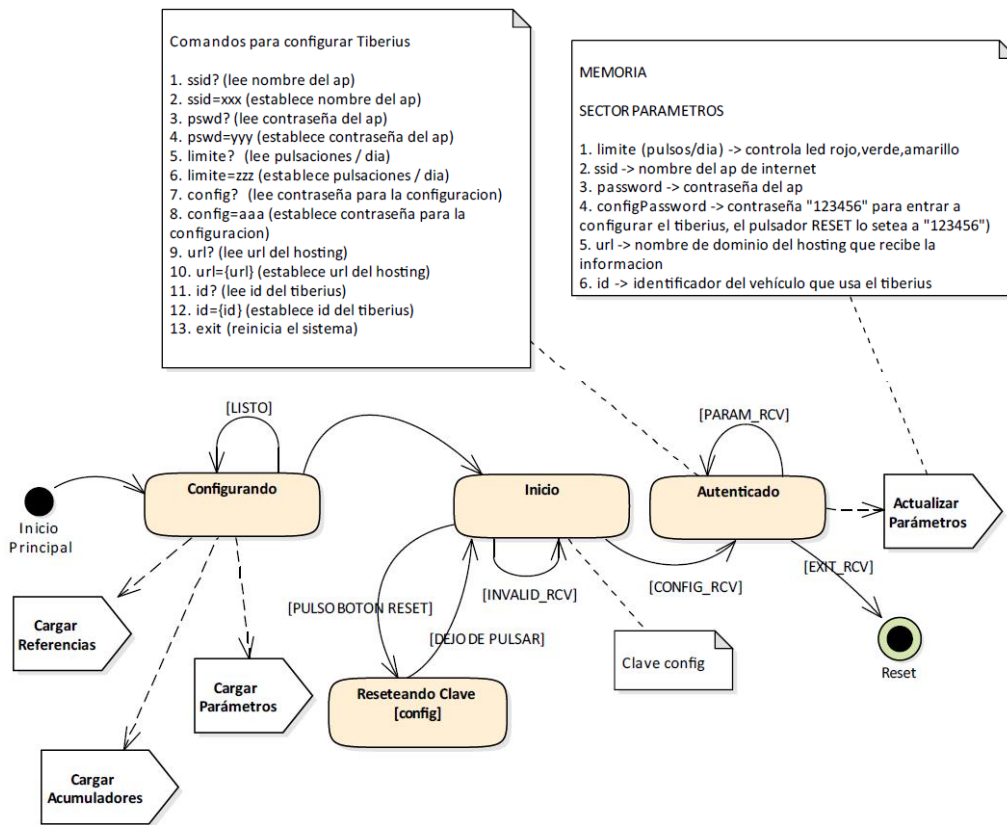 Comandos para configurar Tiberius
1. ssid? (lee nombre del ap)
2. ssid=xxx (establece nombre del ap)
3. pswd? (lee contraseña del ap)
4. pswd=yyy (establece contraseña del ap)
5. limite? (lee pulsaciones / dia)
6. limite=zzz (establece pulsaciones / dia)
7. config? (lee contraseña para la configuracion)
8. config=aaa (establece contraseña para la
configuracion)
9. url? (lee url del hosting)
10. url={url} (establece url del hosting)
11. id? (lee id del tiberius)
12. id={id} (establece id del tiberius)
13. exit (reinicia el sistema)
MEMORIA
SECTOR PARAMETROS
1. limite (pulsos/dia) -> controla led rojo,verde,amarillo
2. ssid -> nombre del ap de internet
3. password -> contraseña del ap
4. configPassword -> contraseña "123456" para entrar a
configurar el tiberius, el pulsador RESET lo setea a "123456")
5. url -> nombre de dominio del hosting que recibe la
informacion
6. id -> identificador del vehículo que usa el tiberius
[LISTO]
[PARAM_RCV]
Configurando
Inicio
Autenticado
Actualizar
Parámetros
Inicio
Principal
[PULSO BOTON RESET]
[INVALID_RCV]
[CONFIG_RCV]
[EXIT_RCV]
[DEJO DE PULSAR]
Cargar
Referencias
Clave config
Reset
Cargar
Parámetros
Reseteando Clave
[config]
Cargar
Acumuladores